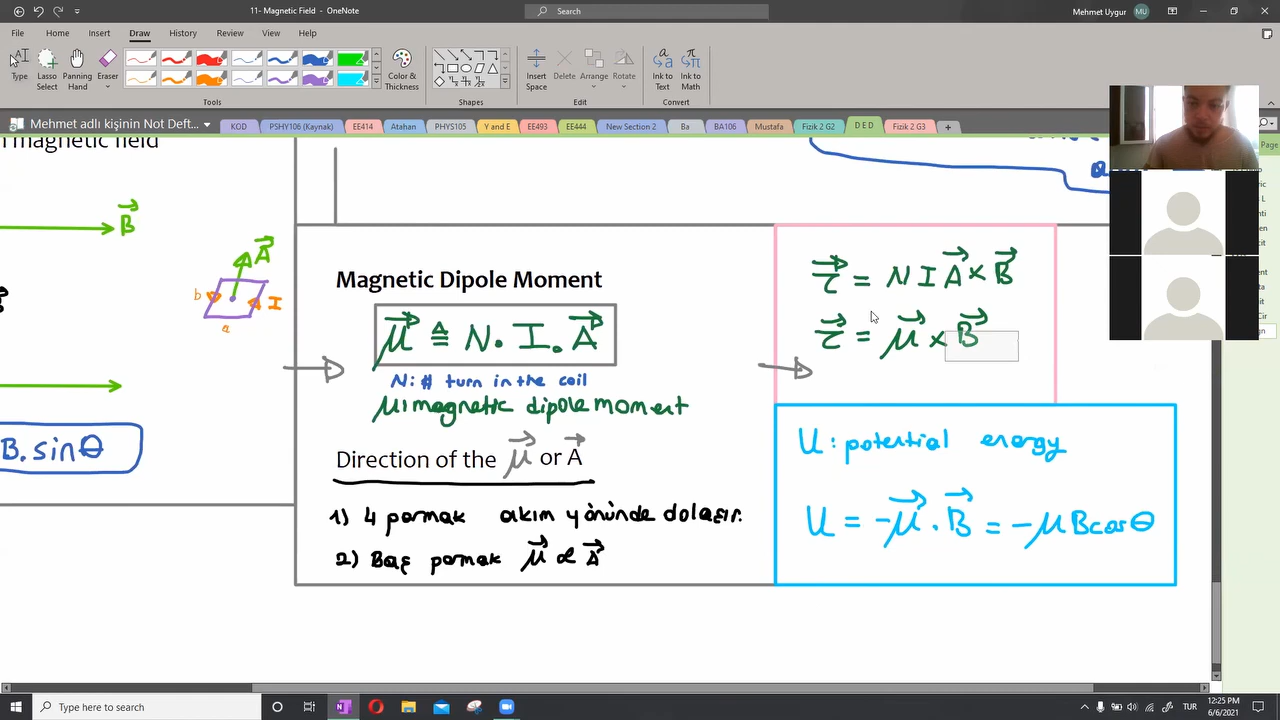 11- Magnetic Field - OneNote
Search
Mehmet Uygur MU
File Home Insert Draw History Review View Help
Type
Lasso Select
Panning Hand
Eraser
Color & Thickness
Insert Space
Delete
Arrange
Rotate
Ink to Text
Ink to Math
Tools
Shapes
Edit
Convert
Mehmet adlı kişinin Not Deft...
KOD
PSHY106 (Kaynak)
EE414
Atahan
PHYS105
Y and E
EE493
EE444
New Section 2
Ba
BA106
Mustafa
Fizik 2 G2
D E D
Fizik 2 G3
Page
magnetic field
B⃗
A⃗
b
I
a
B. sinθ
Magnetic Dipole Moment
μ⃗ ≙ N. I. A⃗
N: # turn in the coil
μ: magnetic dipole moment
Direction of the μ⃗ or A⃗
1) 4 parmak akım yönünde dolaşır.
2) Baş parmak μ⃗ & A⃗
τ⃗ = N I A⃗ × B⃗
τ⃗ = μ⃗ × B⃗
U: potential energy
U = -μ⃗ . B⃗ = -μBcosθ
Type here to search
TUR
12:25 PM
6/6/2021